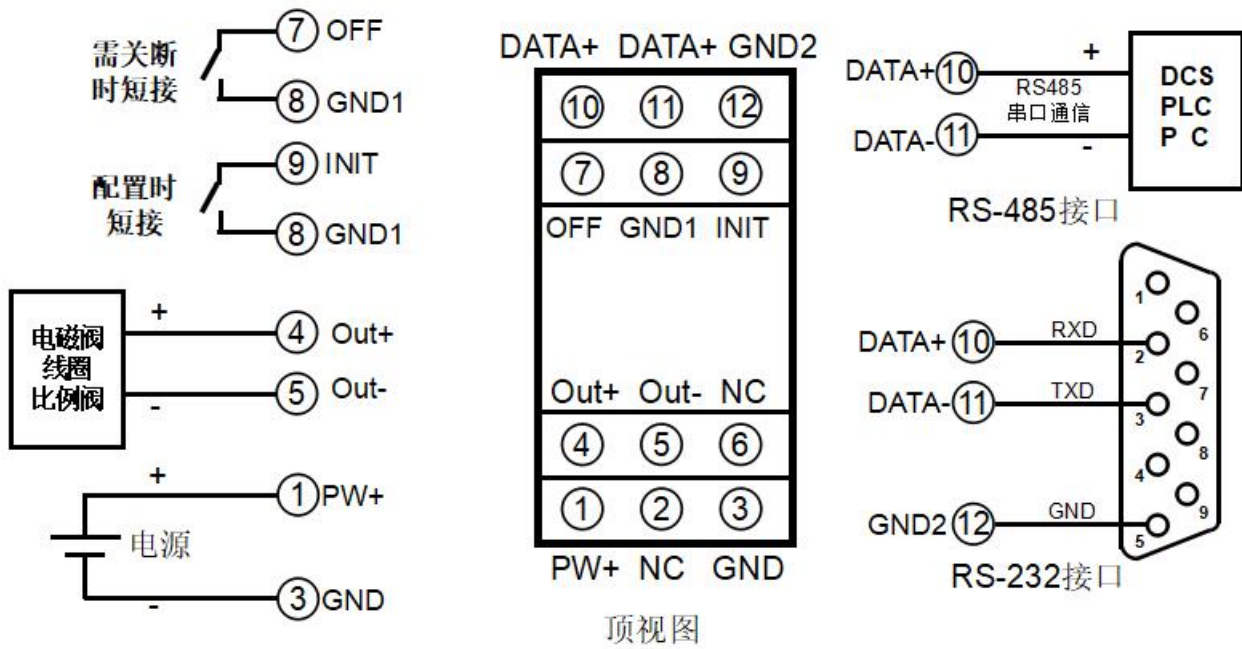 需关断
时短接
⑦ OFF
⑧ GND1
配置时
短接
⑨ INIT
⑧ GND1
电磁阀
线圈
比例阀
+
④ Out+
-
⑤ Out-
+
① PW+
电源
-
③ GND
DATA+ DATA+ GND2
⑩ ⑪ ⑫
⑦ ⑧ ⑨
OFF GND1 INIT
Out+ Out- NC
④ ⑤ ⑥
① ② ③
PW+ NC GND
顶视图
DATA+ ⑩
+
RS485
串口通信
DATA- ⑪
-
DCS
PLC
P C
RS-485接口
DATA+ ⑩ RXD
DATA- ⑪ TXD
GND2 ⑫ GND
1
6
2
7
3
8
4
9
5
RS-232接口